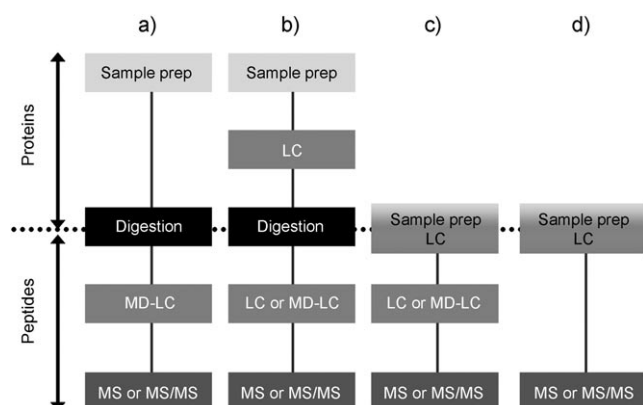 a) b) c) d)
Sample prep Sample prep
LC
Digestion Digestion Sample prep Sample prep
LC LC
MD-LC LC or MD-LC LC or MD-LC
MS or MS/MS MS or MS/MS MS or MS/MS MS or MS/MS
Proteins
Peptides